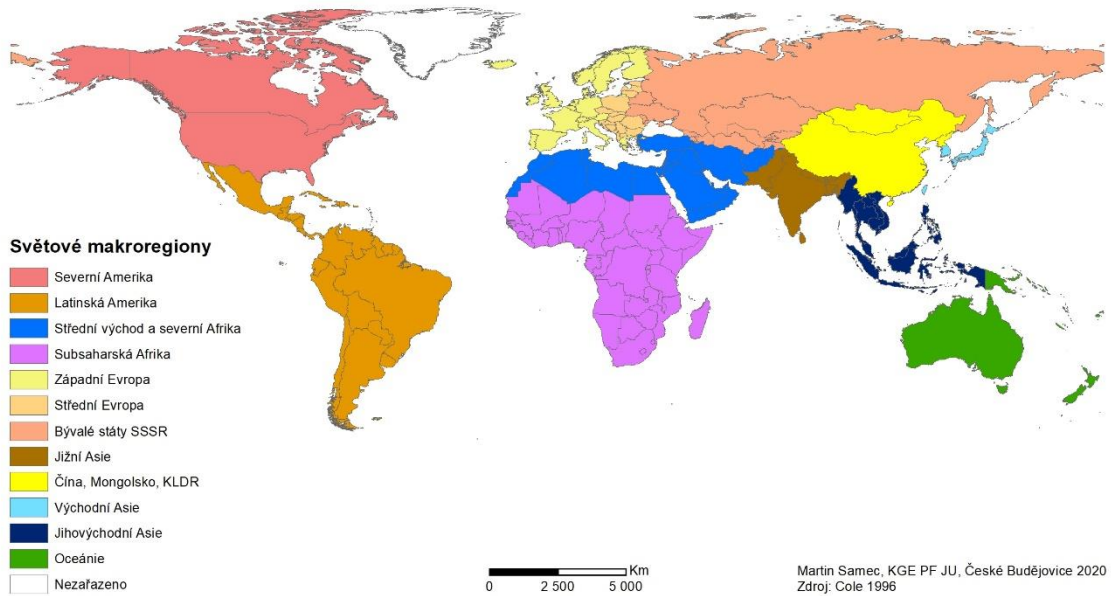 Světové makroregiony
Severní Amerika
Latinská Amerika
Střední východ a severní Afrika
Subsaharská Afrika
Západní Evropa
Střední Evropa
Bývalé státy SSSR
Jižní Asie
Čína, Mongolsko, KLDR
Východní Asie
Jihovýchodní Asie
Oceánie
Nezařazeno
Km
0 2 500 5 000
Martin Samec, KGE PF JU, České Budějovice 2020
Zdroj: Cole 1996